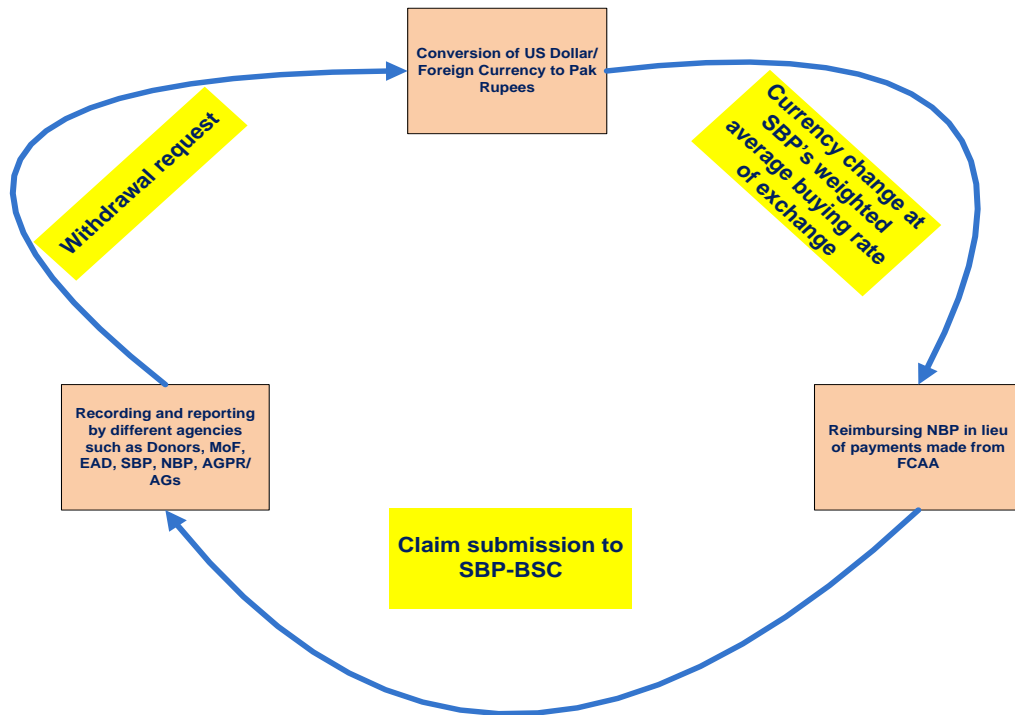 Conversion of US Dollar/
Foreign Currency to Pak
Rupees
Withdrawal request
Currency change at
SBP's weighted
average buying rate
of exchange
Recording and reporting
by different agencies
such as Donors, MoF,
EAD, SBP, NBP, AGPR/
AGs
Reimbursing NBP in lieu
of payments made from
FCAA
Claim submission to
SBP-BSC